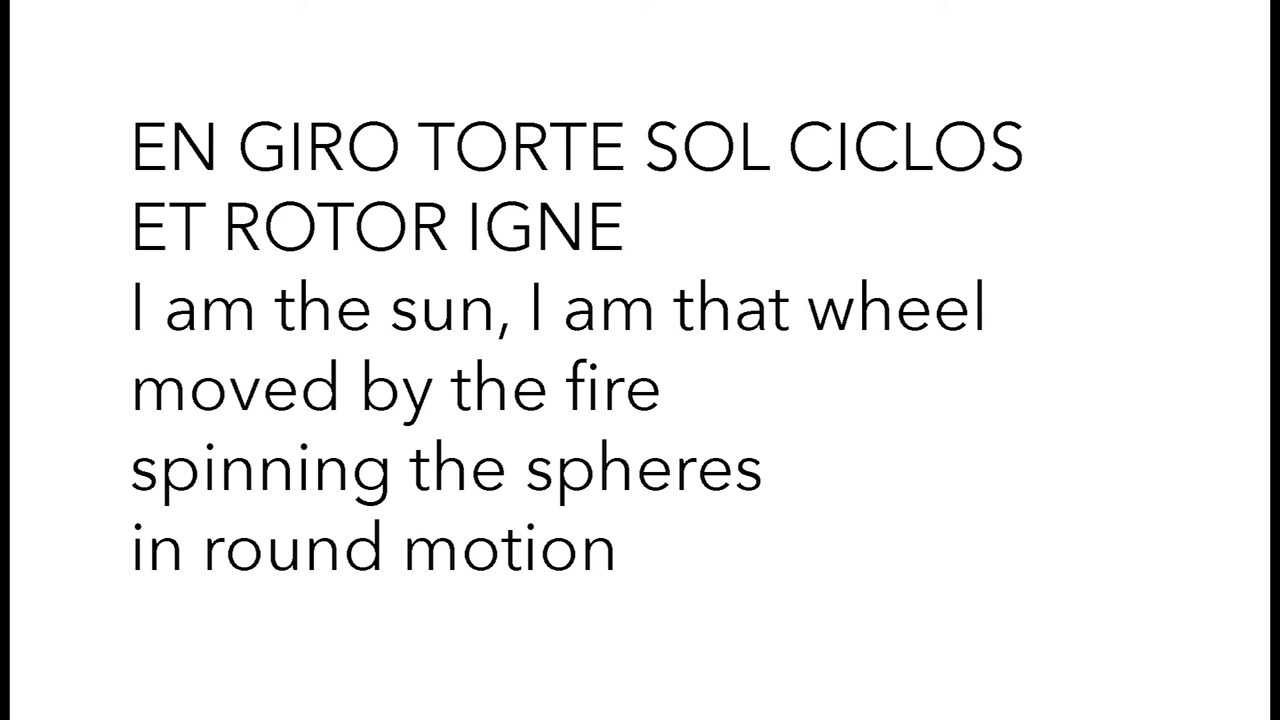 EN GIRO TORTE SOL CICLOS
ET ROTOR IGNE
I am the sun, I am that wheel
moved by the fire
spinning the spheres
in round motion